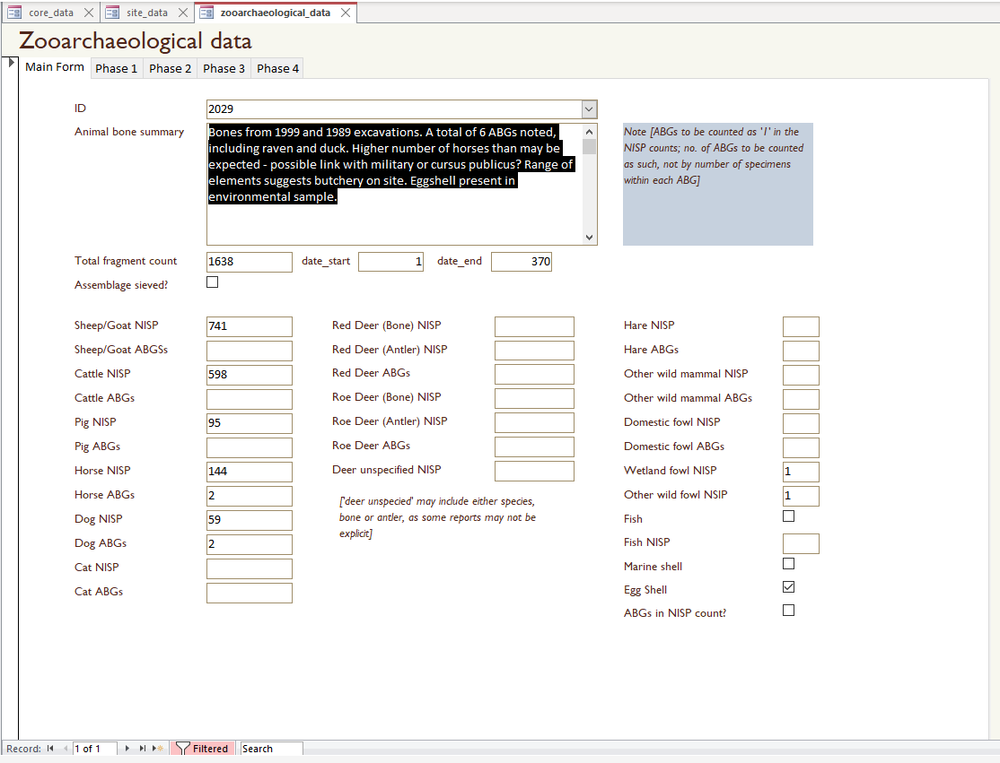 core_data site_data zooarchaeological_data
Zooarchaeological data
Main Form Phase 1 Phase 2 Phase 3 Phase 4
ID 2029
Animal bone summary
Bones from 1999 and 1989 excavations. A total of 6 ABGs noted,
including raven and duck. Higher number of horses than may be
expected - possible link with military or cursus publicus? Range of
elements suggests butchery on site. Eggshell present in
environmental sample.
Note [ABGs to be counted as '1' in the
NISP counts; no. of ABGs to be counted
as such, not by number of specimens
within each ABG]
Total fragment count 1638 date_start 1 date_end 370
Assemblage sieved?
Sheep/Goat NISP 741
Sheep/Goat ABGSs
Cattle NISP 598
Cattle ABGs
Pig NISP 95
Pig ABGs
Horse NISP 144
Horse ABGs 2
Dog NISP 59
Dog ABGs 2
Cat NISP
Cat ABGs
Red Deer (Bone) NISP
Red Deer (Antler) NISP
Red Deer ABGs
Roe Deer (Bone) NISP
Roe Deer (Antler) NISP
Roe Deer ABGs
Deer unspecified NISP
['deer unspecied' may include either species,
bone or antler, as some reports may not be
explicit]
Hare NISP
Hare ABGs
Other wild mammal NISP
Other wild mammal ABGs
Domestic fowl NISP
Domestic fowl ABGs
Wetland fowl NISP 1
Other wild fowl NSIP 1
Fish
Fish NISP
Marine shell
Egg Shell
ABGs in NISP count?
Record: 1 of 1 Filtered Search